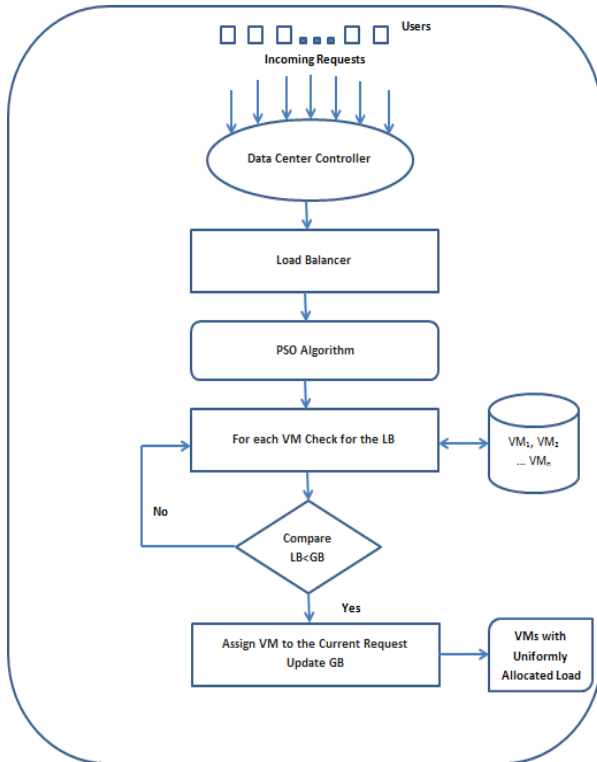 Users
Incoming Requests
Data Center Controller
Load Balancer
PSO Algorithm
For each VM Check for the LB
VM₁, VM₂
... VMₙ
No
Compare
LB<GB
Yes
Assign VM to the Current Request
Update GB
VMs with
Uniformly
Allocated Load